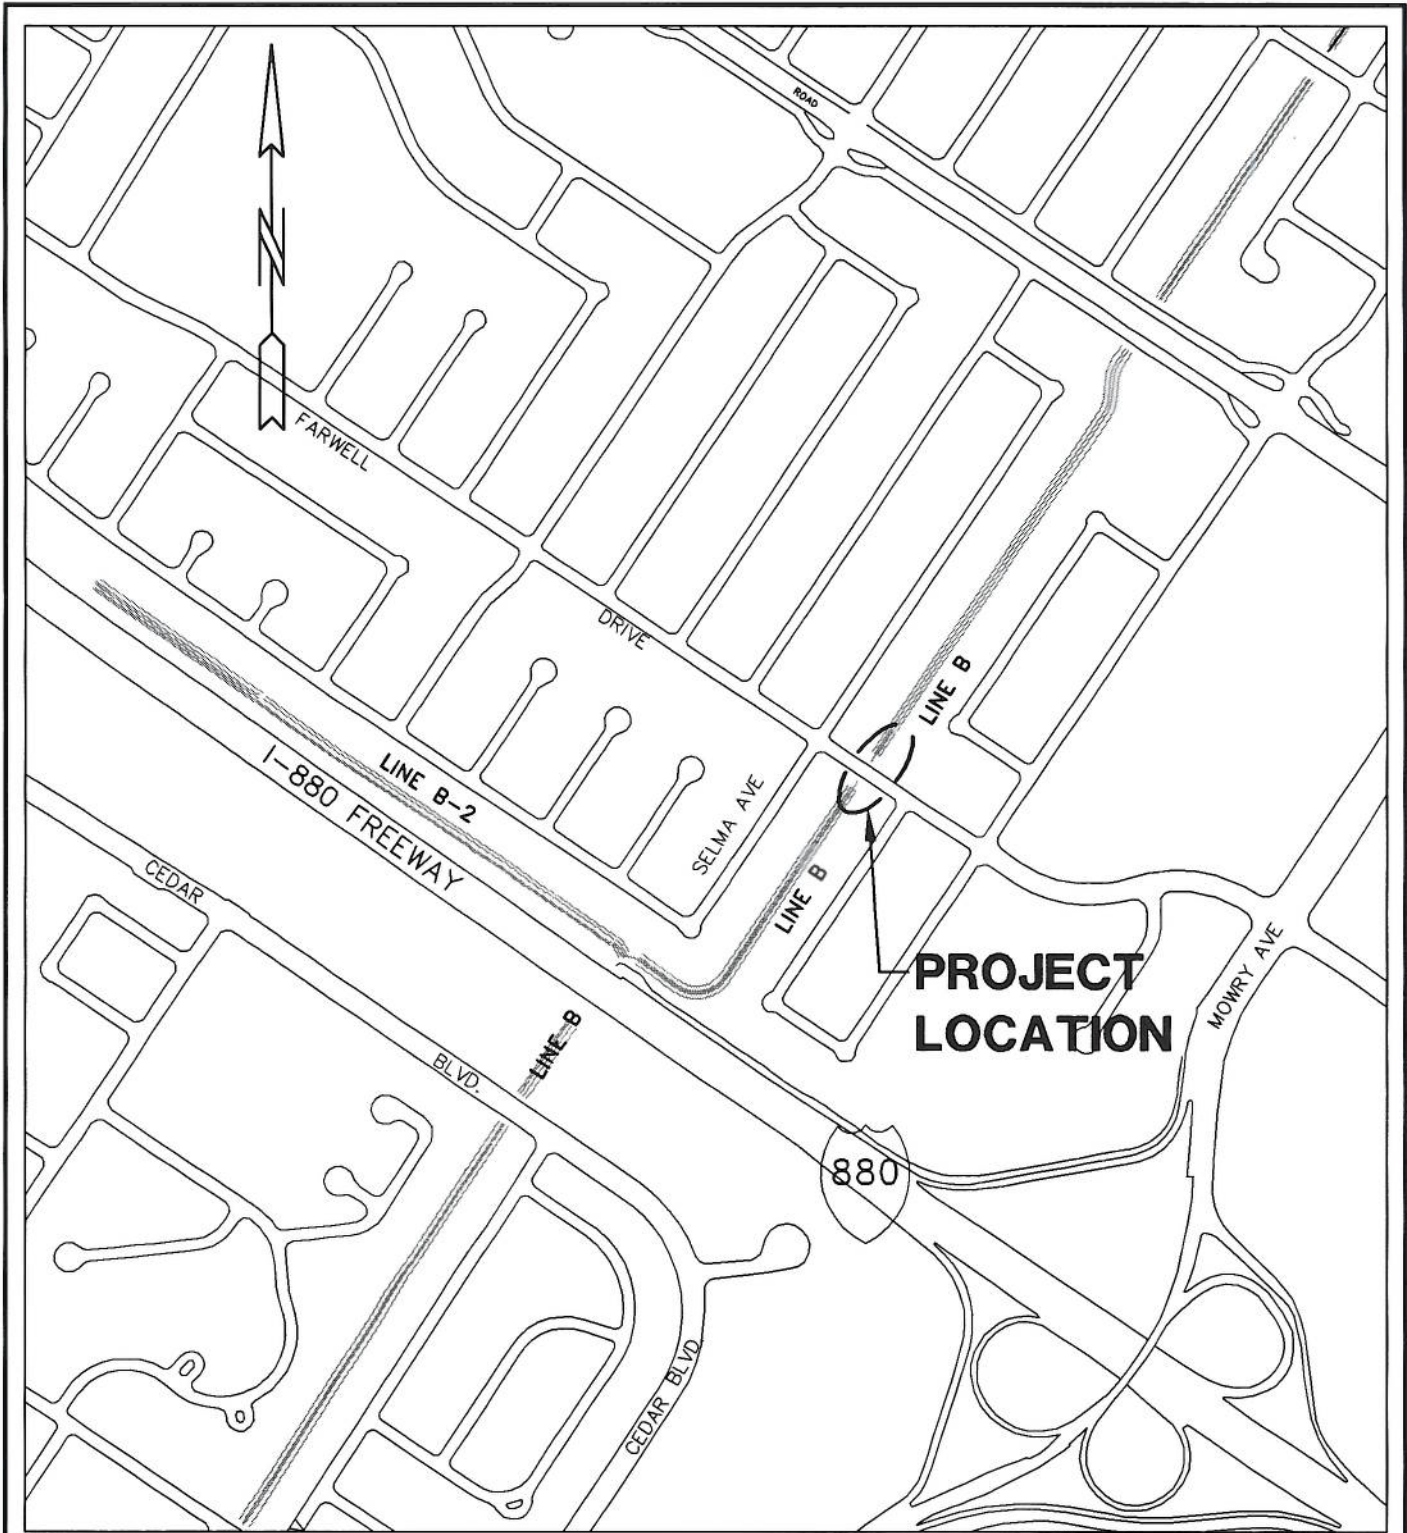 ROAD
N
FARWELL
DRIVE
LINE B
I-880 FREEWAY
LINE B-2
SELMA AVE
CEDAR
LINE B
PROJECT
LOCATION
MOWRY AVE
LINE B
BLVD.
880
CEDAR BLVD